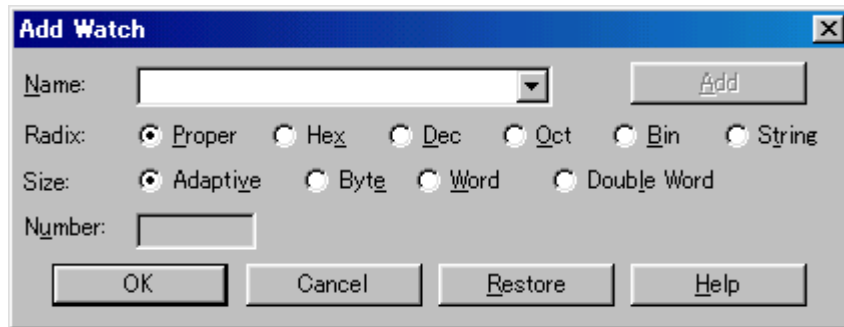 Add Watch
Name: Add
Radix: Proper Hex Dec Oct Bin String
Size: Adaptive Byte Word Double Word
Number:
OK Cancel Restore Help